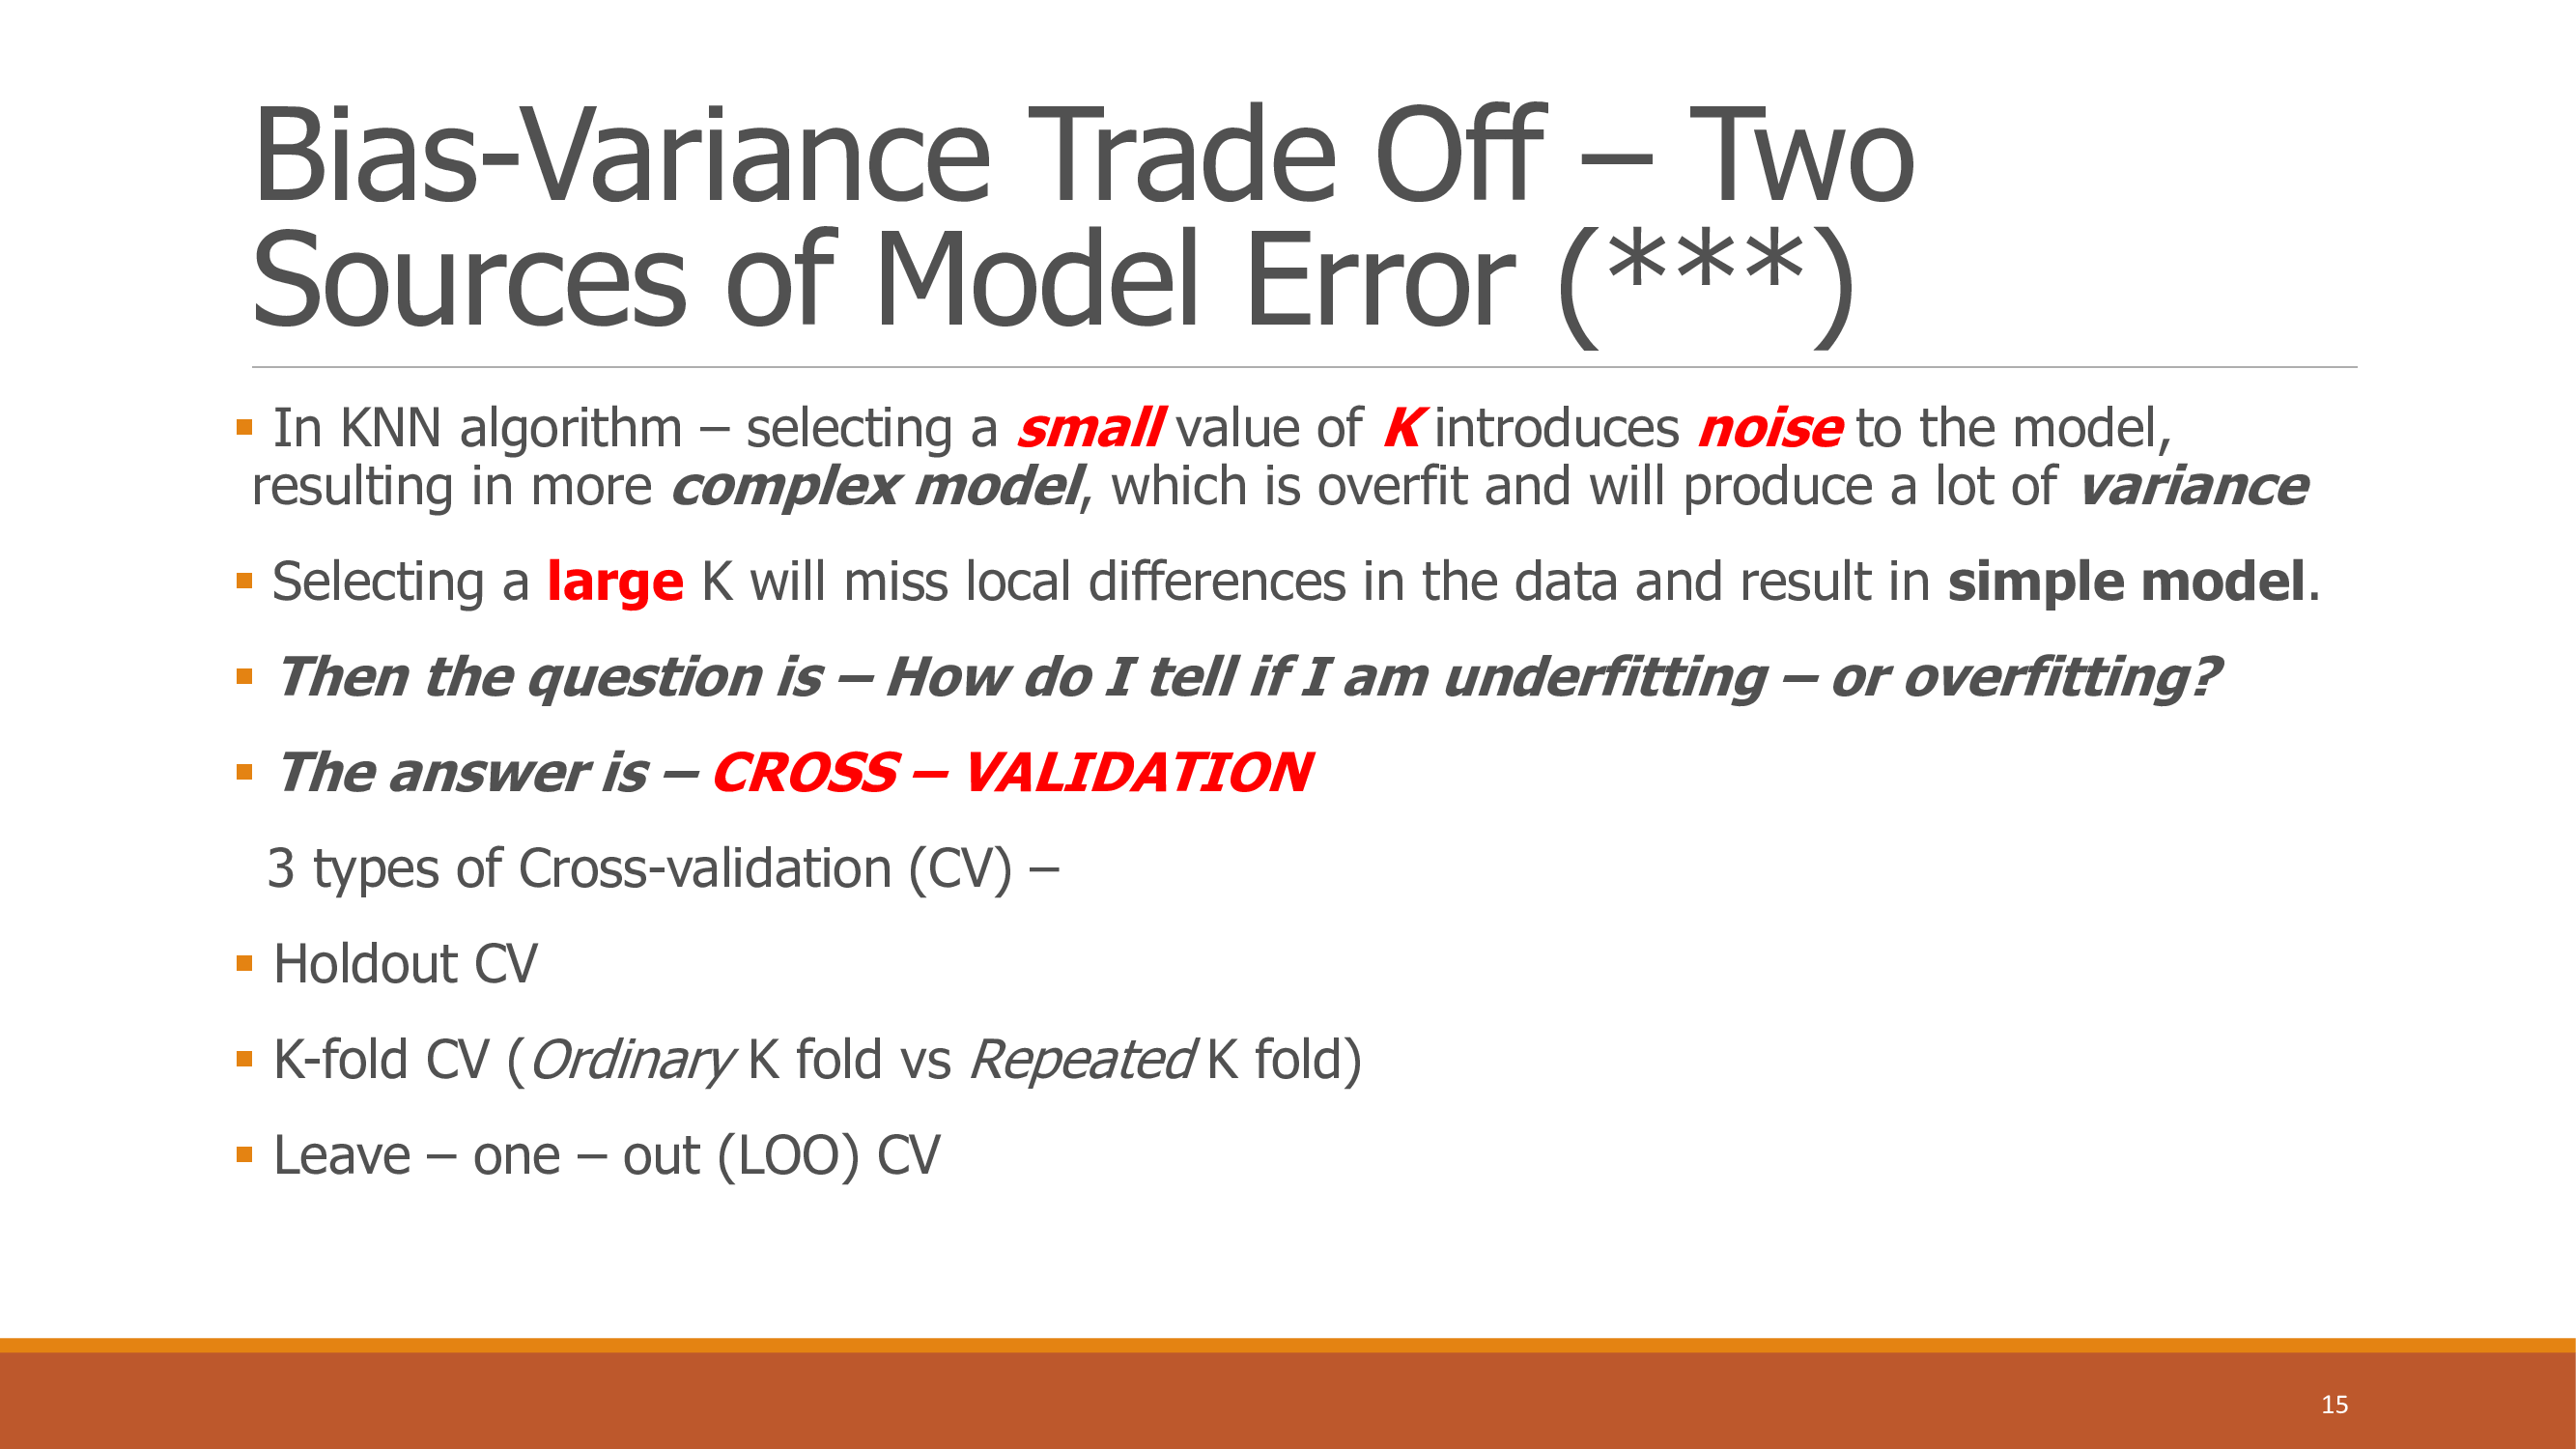 Bias-Variance Trade Off – Two
Sources of Model Error (***)
In KNN algorithm – selecting a small value of K introduces noise to the model,
resulting in more complex model, which is overfit and will produce a lot of variance
Selecting a large K will miss local differences in the data and result in simple model.
Then the question is – How do I tell if I am underfitting – or overfitting?
The answer is – CROSS – VALIDATION
3 types of Cross-validation (CV) –
Holdout CV
K-fold CV (Ordinary K fold vs Repeated K fold)
Leave – one – out (LOO) CV
15